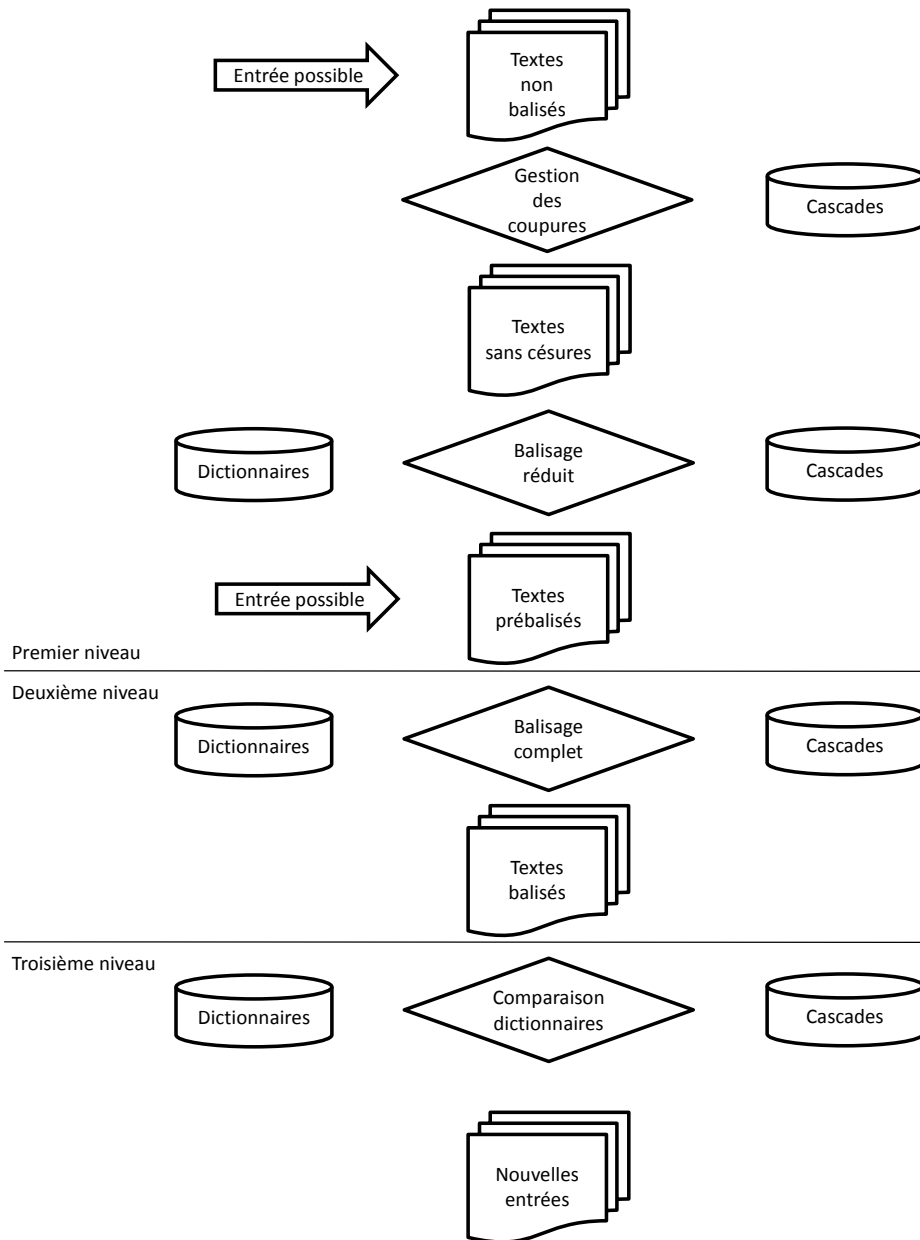 Entrée possible
Textes
non
balisés
Gestion
des
coupures
Cascades
Textes
sans césures
Dictionnaires
Balisage
réduit
Cascades
Entrée possible
Textes
prébalisés
Premier niveau
Deuxième niveau
Dictionnaires
Balisage
complet
Cascades
Textes
balisés
Troisième niveau
Dictionnaires
Comparaison
dictionnaires
Cascades
Nouvelles
entrées